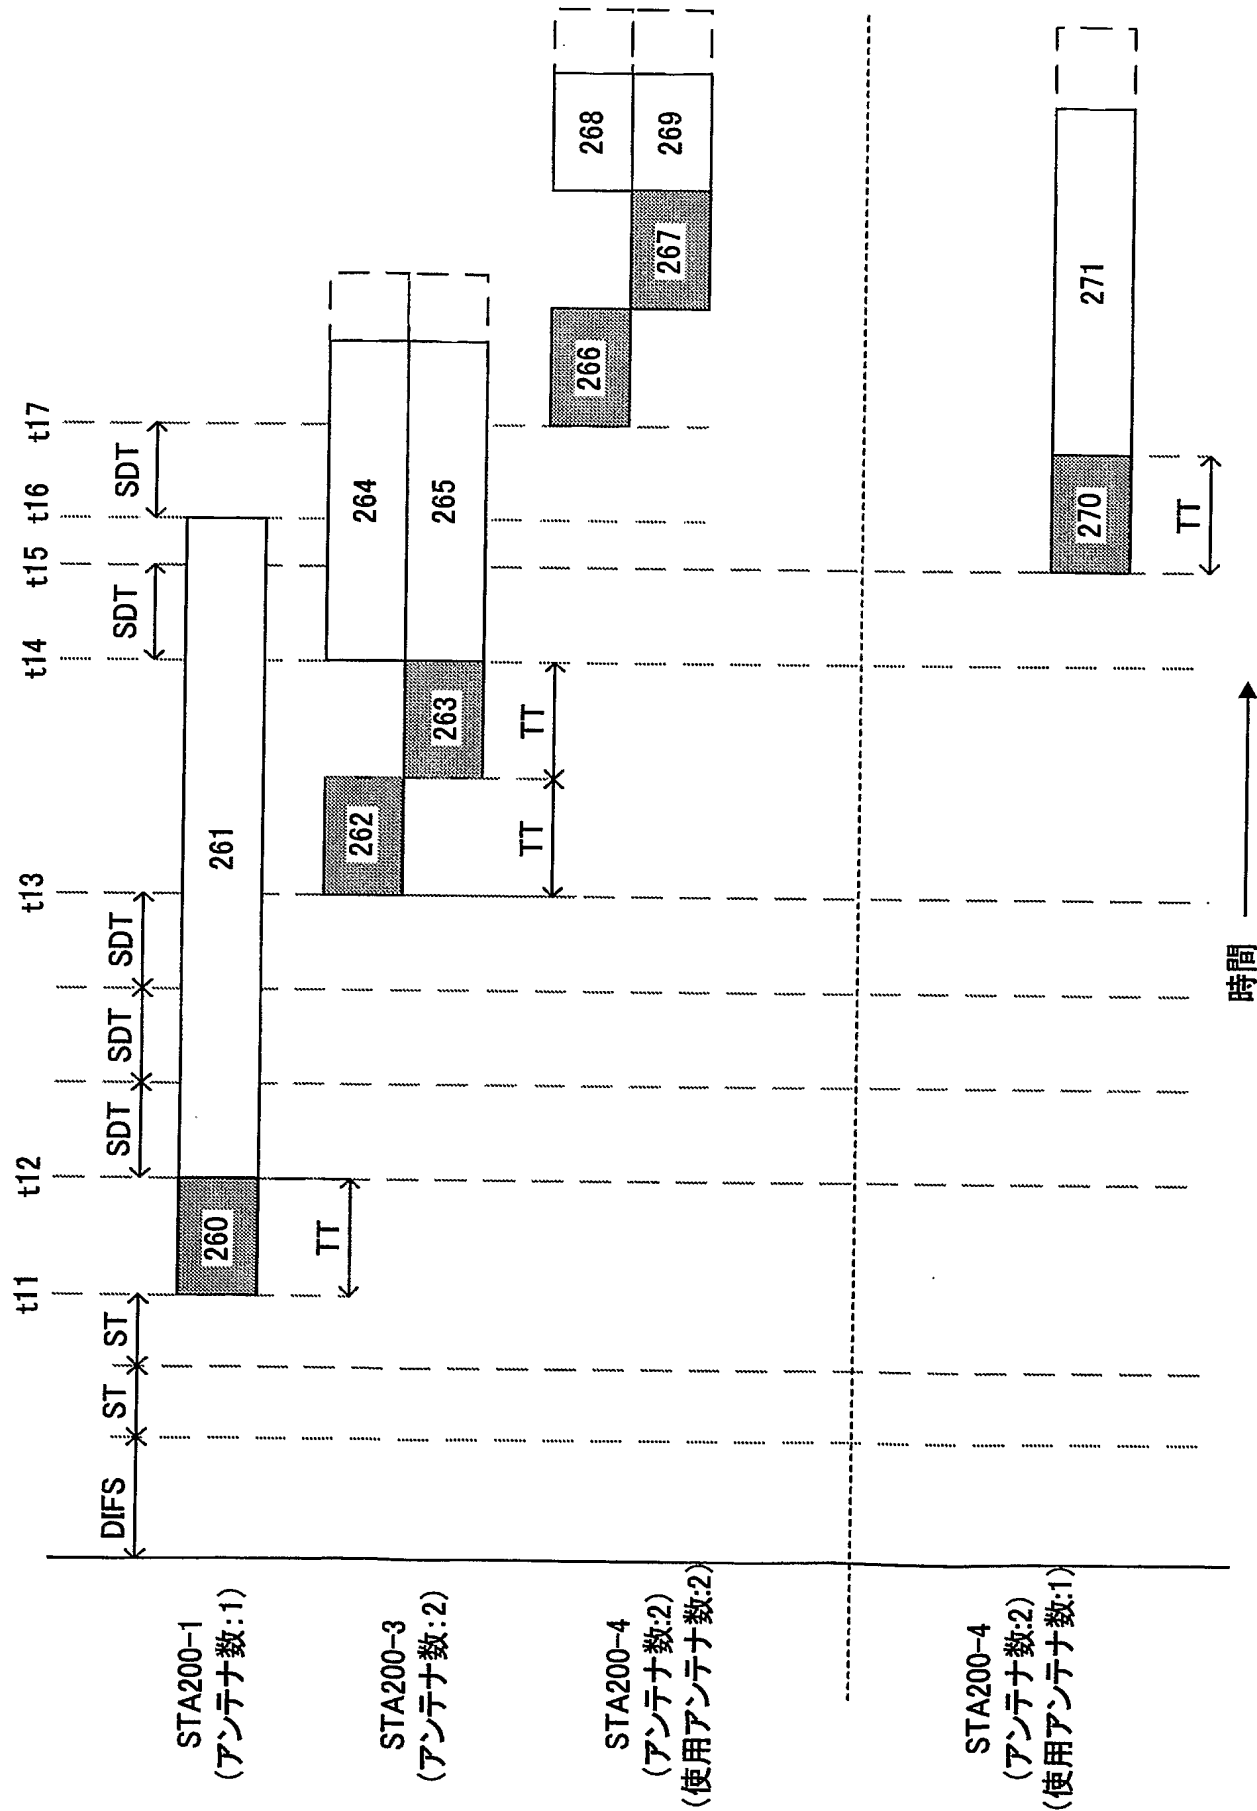 t11
t12
t13
t14
t15
t16
t17
DIFS
ST
ST
SDT
SDT
SDT
SDT
SDT
STA200-1
(アンテナ数:1)
260
261
TT
STA200-3
(アンテナ数:2)
262
263
264
265
TT
TT
STA200-4
(アンテナ数:2)
(使用アンテナ数:2)
266
267
268
269
STA200-4
(アンテナ数:2)
(使用アンテナ数:1)
270
271
TT
時間